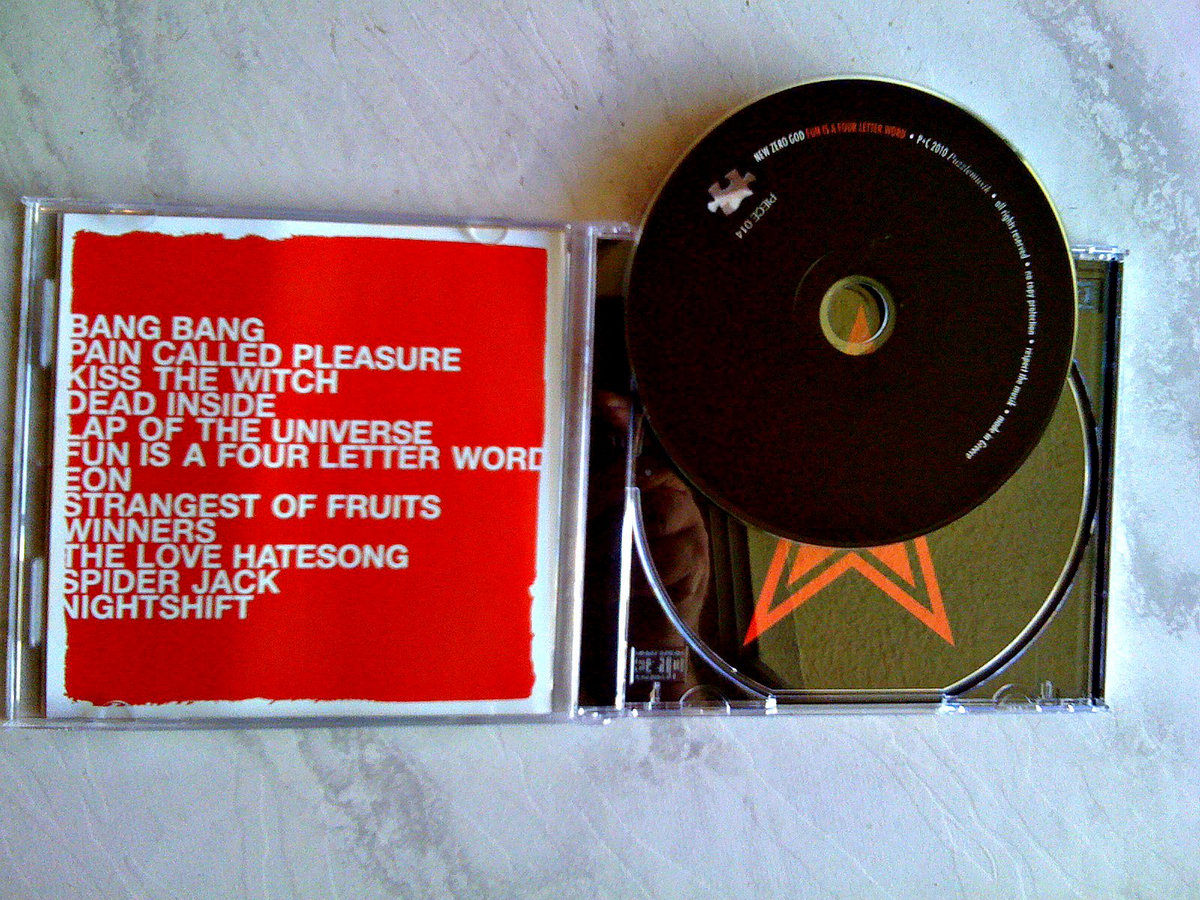 BANG BANG
PAIN CALLED PLEASURE
KISS THE WITCH
DEAD INSIDE
LAP OF THE UNIVERSE
FUN IS A FOUR LETTER WORD
EON
STRANGEST OF FRUITS
WINNERS
THE LOVE HATESONG
SPIDER JACK
NIGHTSHIFT
NEW ZERO GOD FUN IS A FOUR LETTER WORD • P+C 2010 Puzzlemusik • all rights reserved • no copy protection • respect the musik • made in Greece
PIECE 014